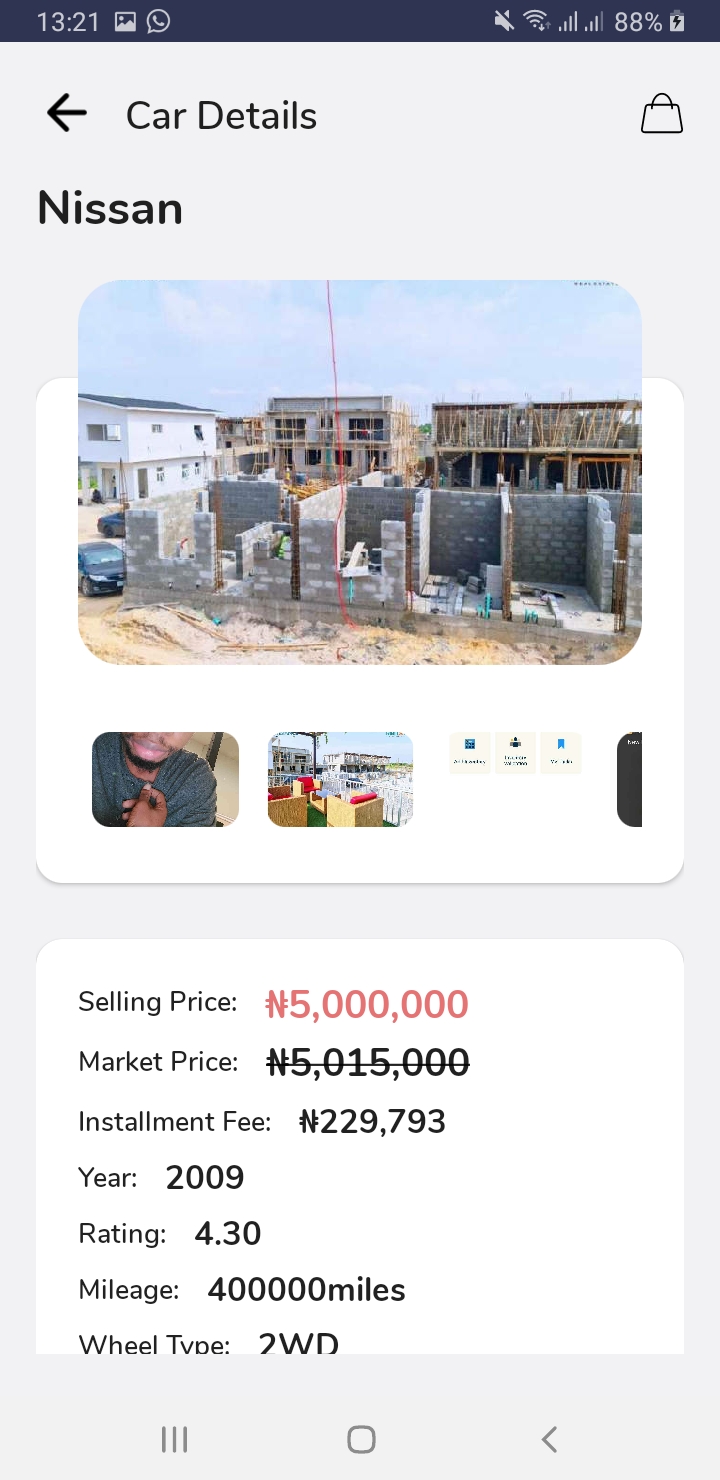 13:21
88%
Car Details
Nissan
Selling Price: ₦5,000,000
Market Price: ₦5,015,000
Installment Fee: ₦229,793
Year: 2009
Rating: 4.30
Mileage: 400000miles
Wheel Type: 2WD